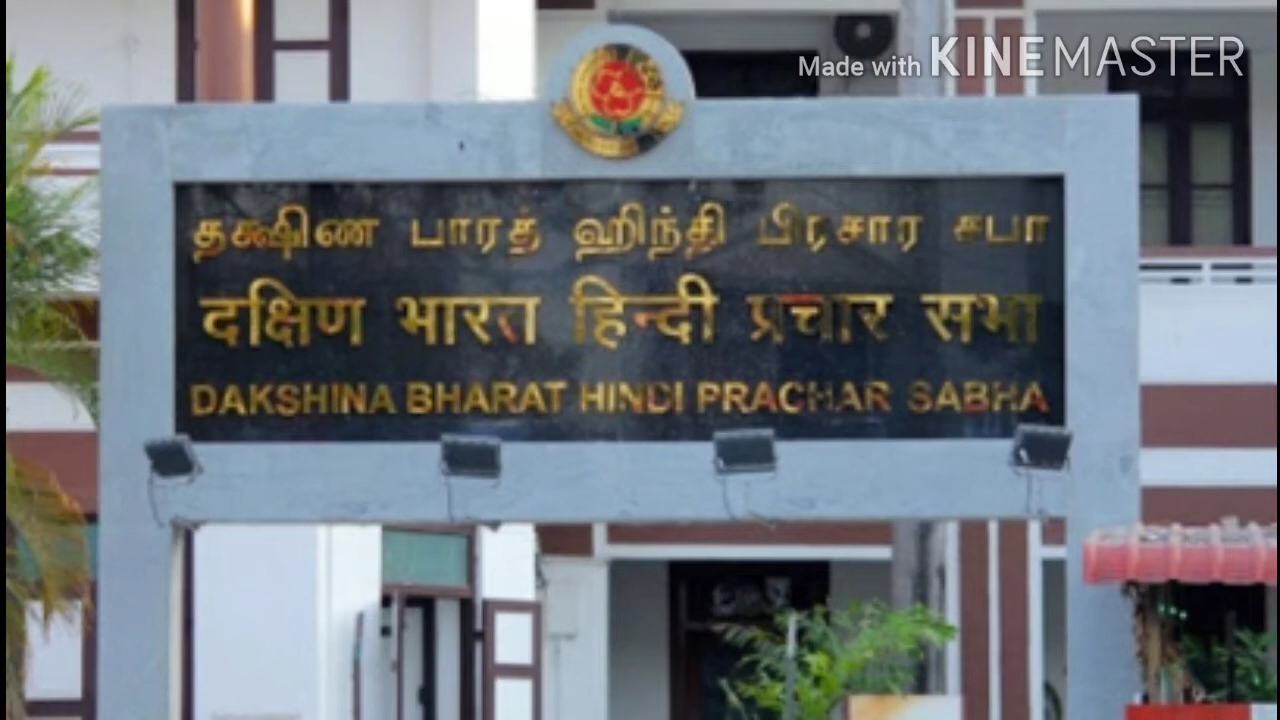 Made with KINEMASTER
தக்ஷிண பாரத் ஹிந்தி பிரசார சபா
दक्षिण भारत हिन्दी प्रचार सभा
DAKSHINA BHARAT HINDI PRACHAR SABHA